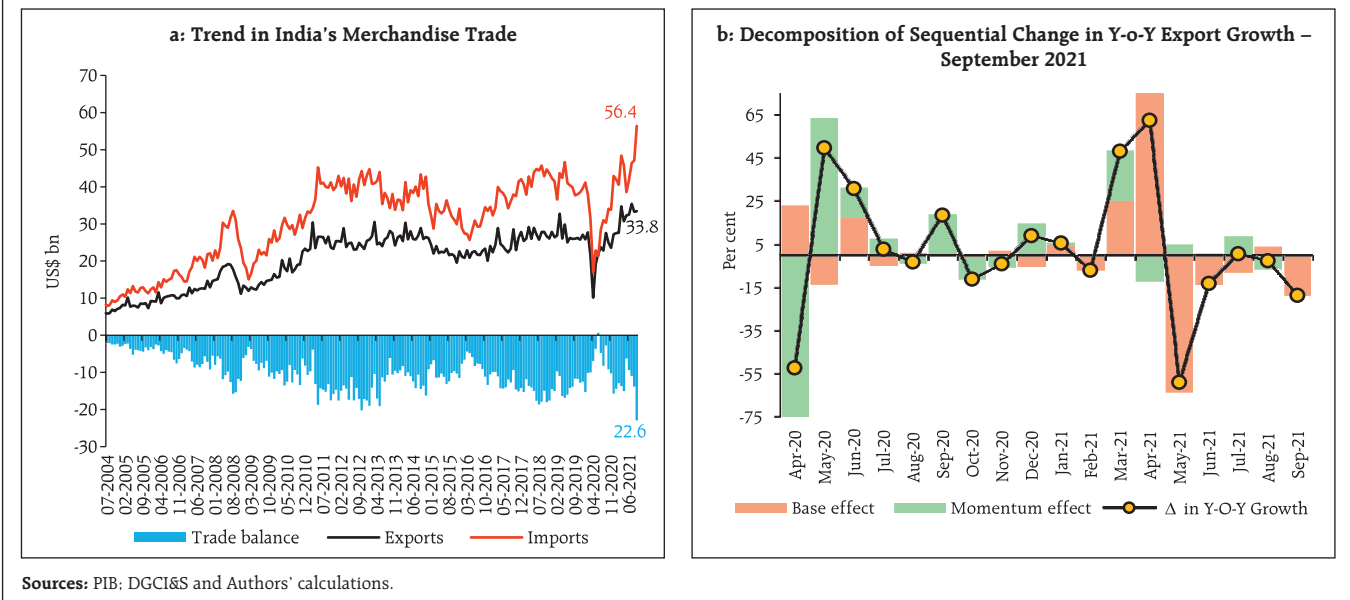 a: Trend in India's Merchandise Trade
US$ bn
70
60
50
40
30
20
10
0
-10
-20
-30
56.4
33.8
22.6
07-2004
02-2005
09-2005
04-2006
11-2006
06-2007
01-2008
08-2008
03-2009
10-2009
05-2010
12-2010
07-2011
02-2012
09-2012
04-2013
11-2013
06-2014
01-2015
08-2015
03-2016
10-2016
05-2017
12-2017
07-2018
02-2019
09-2019
04-2020
11-2020
06-2021
Trade balance
Exports
Imports
b: Decomposition of Sequential Change in Y-o-Y Export Growth –
September 2021
Per cent
65
45
25
5
-15
-35
-55
-75
Apr-20
May-20
Jun-20
Jul-20
Aug-20
Sep-20
Oct-20
Nov-20
Dec-20
Jan-21
Feb-21
Mar-21
Apr-21
May-21
Jun-21
Jul-21
Aug-21
Sep-21
Base effect
Momentum effect
Δ in Y-O-Y Growth
Sources: PIB; DGCI&S and Authors' calculations.